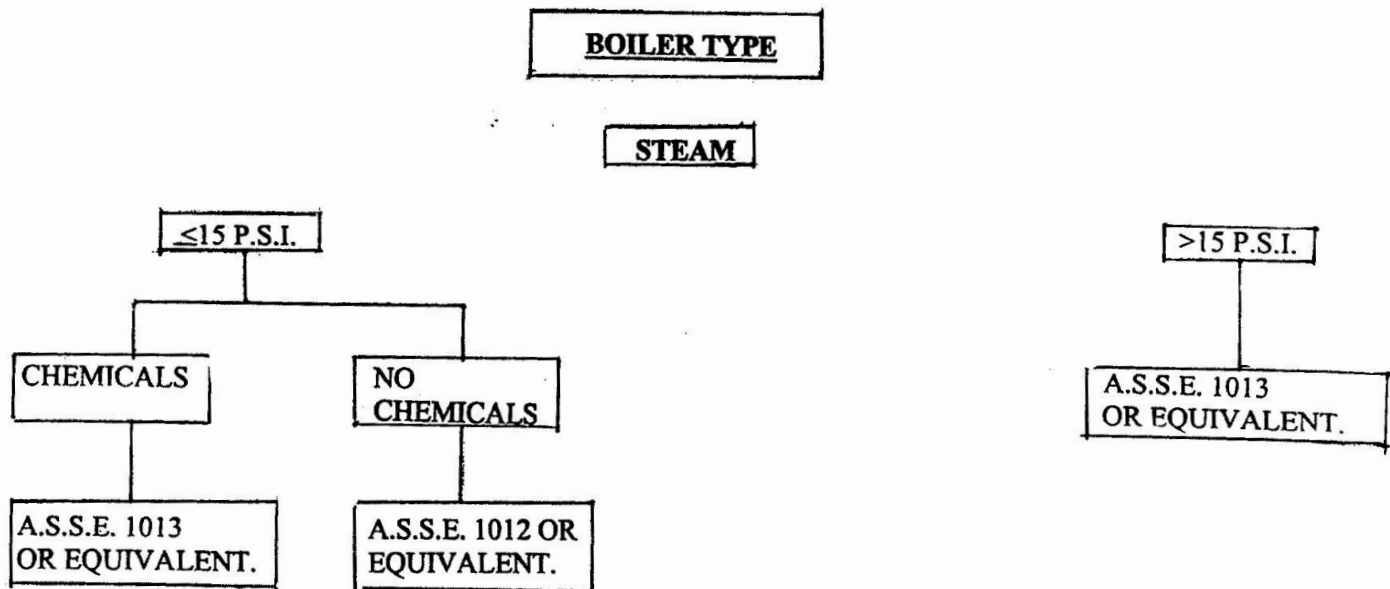 BOILER TYPE
STEAM
≤15 P.S.I.
>15 P.S.I.
CHEMICALS
NO
CHEMICALS
A.S.S.E. 1013
OR EQUIVALENT.
A.S.S.E. 1013
OR EQUIVALENT.
A.S.S.E. 1012 OR
EQUIVALENT.